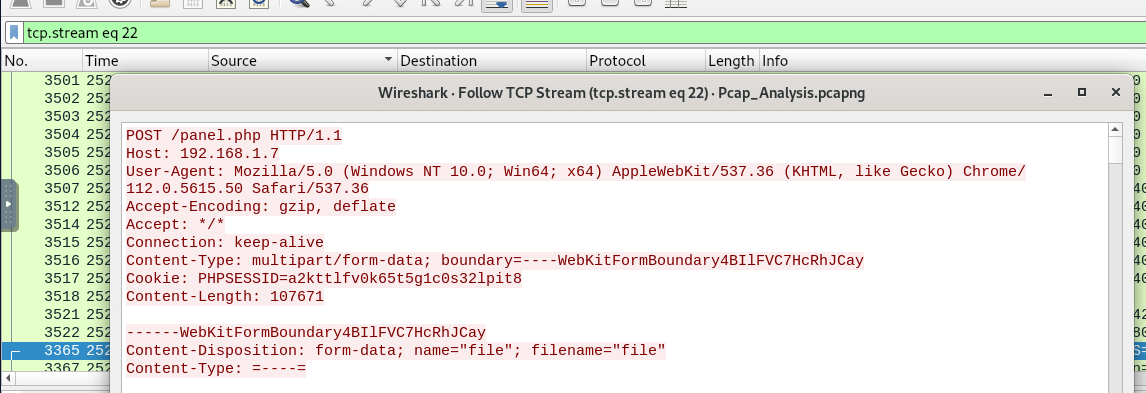 tcp.stream eq 22
No. Time Source Destination Protocol Length Info
3501 252
3502 252
3503 252
3504 252
3505 252
3506 252
3507 252
3512 252
3514 252
3515 252
3516 252
3517 252
3518 252
3521 252
3522 252
3365 252
3367 252
Wireshark · Follow TCP Stream (tcp.stream eq 22) · Pcap_Analysis.pcapng
POST /panel.php HTTP/1.1
Host: 192.168.1.7
User-Agent: Mozilla/5.0 (Windows NT 10.0; Win64; x64) AppleWebKit/537.36 (KHTML, like Gecko) Chrome/
112.0.5615.50 Safari/537.36
Accept-Encoding: gzip, deflate
Accept: */*
Connection: keep-alive
Content-Type: multipart/form-data; boundary=----WebKitFormBoundary4BIlFVC7HcRhJCay
Cookie: PHPSESSID=a2kttlfv0k65t5g1c0s32lpit8
Content-Length: 107671
------WebKitFormBoundary4BIlFVC7HcRhJCay
Content-Disposition: form-data; name="file"; filename="file"
Content-Type: =----=